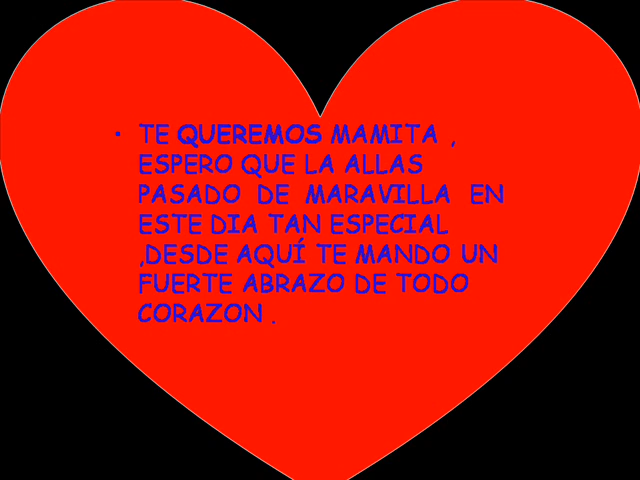 • TE QUEREMOS MAMITA ,
ESPERO QUE LA ALLAS
PASADO DE MARAVILLA EN
ESTE DIA TAN ESPECIAL
,DESDE AQUÍ TE MANDO UN
FUERTE ABRAZO DE TODO
CORAZON .